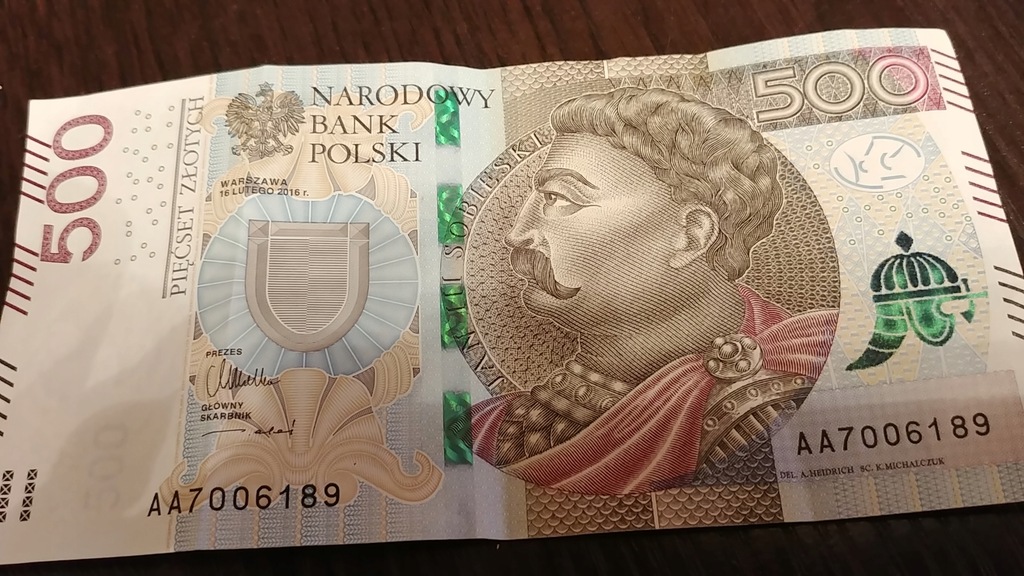 500
PIĘĆSET ZŁOTYCH
NARODOWY
BANK
POLSKI
WARSZAWA
16 LUTEGO 2016 r.
PREZES
GŁÓWNY
SKARBNIK
AA7006189
JAN III SOBIESKI
500
AA7006189
DEL. A. HEIDRICH SC. K. MICHALCZUK
500